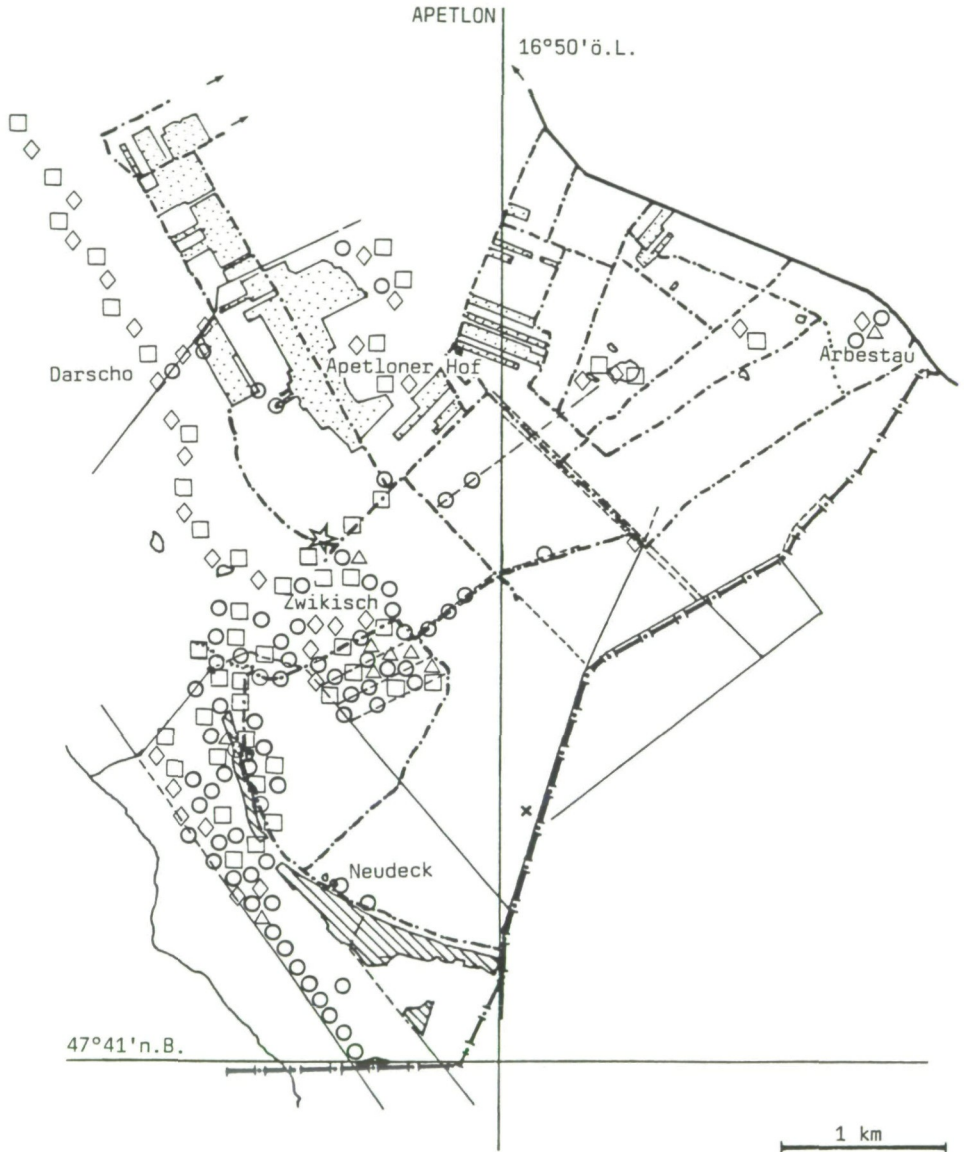 APETLON
16°50'ö.L.
Darscho
Apetloner Hof
Arbestau
Zwikisch
Neudeck
47°41'n.B.
1 km